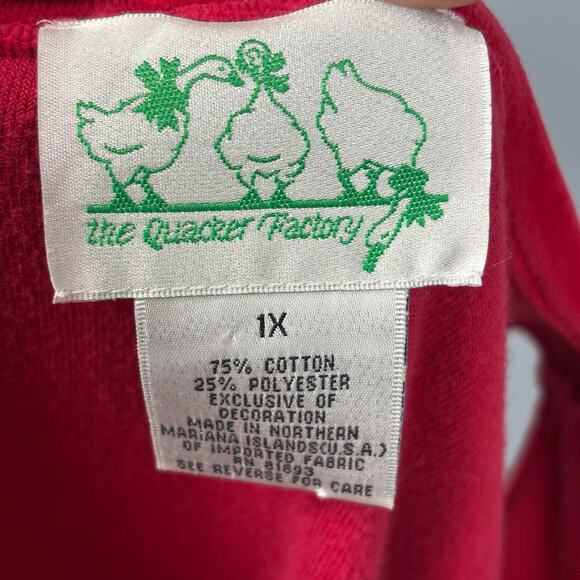 the Quacker Factory
1X
75% COTTON
25% POLYESTER
EXCLUSIVE OF
DECORATION
MADE IN NORTHERN
MARIANA ISLANDS(U.S.A.)
OF IMPORTED FABRIC
RN 81693
SEE REVERSE FOR CARE